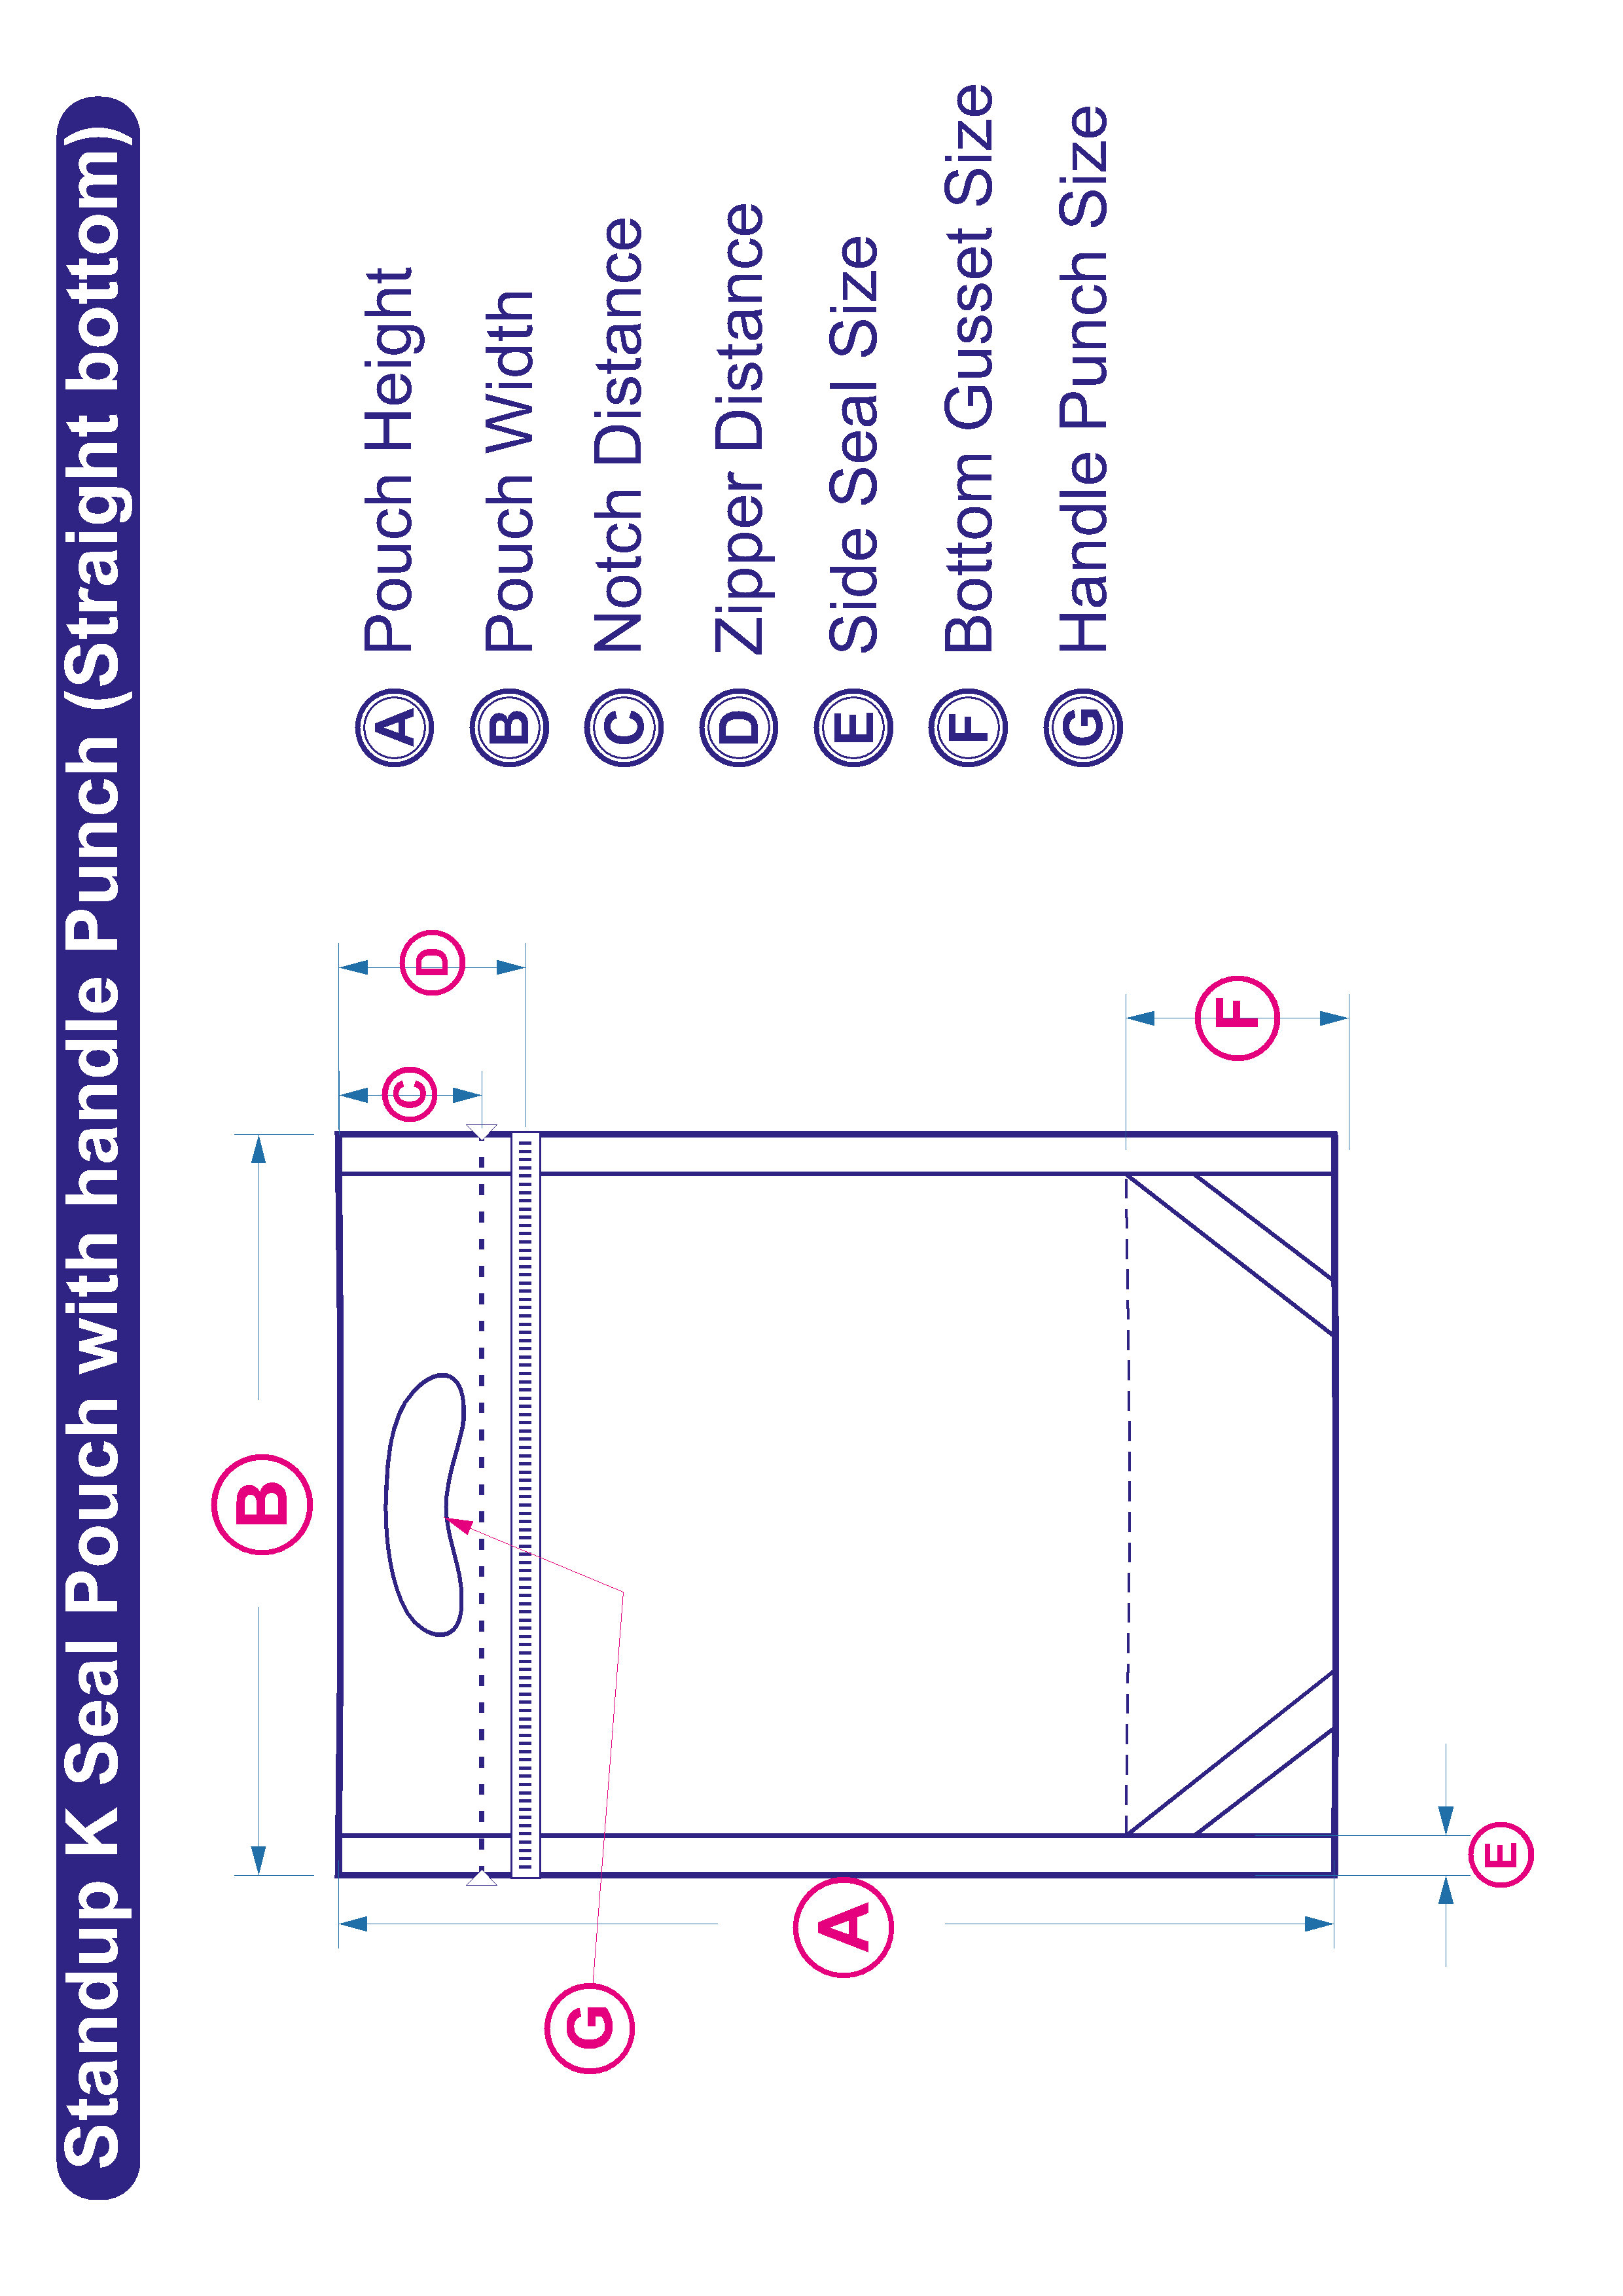 Standup K Seal Pouch with handle Punch (Straight bottom)
B
C
D
G
A
F
E
A Pouch Height
B Pouch Width
C Notch Distance
D Zipper Distance
E Side Seal Size
F Bottom Gusset Size
G Handle Punch Size